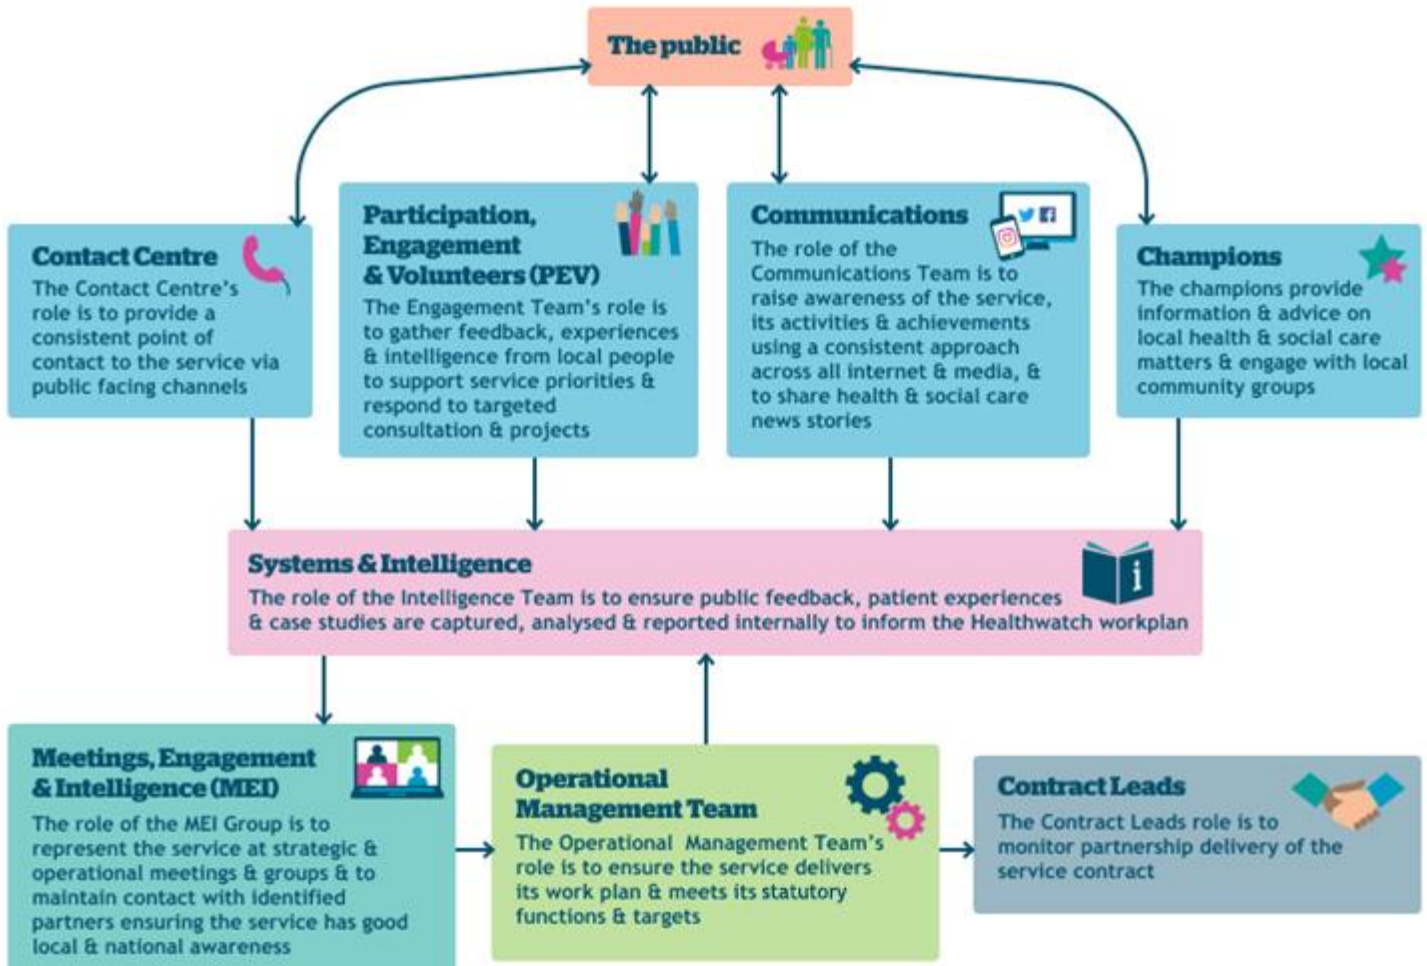 The public
Contact Centre
The Contact Centre's
role is to provide a
consistent point of
contact to the service via
public facing channels
Participation,
Engagement
& Volunteers (PEV)
The Engagement Team's role is
to gather feedback, experiences
& intelligence from local people
to support service priorities &
respond to targeted
consultation & projects
Communications
The role of the
Communications Team is to
raise awareness of the service,
its activities & achievements
using a consistent approach
across all internet & media, &
to share health & social care
news stories
Champions
The champions provide
information & advice on
local health & social care
matters & engage with local
community groups
Systems & Intelligence
The role of the Intelligence Team is to ensure public feedback, patient experiences
& case studies are captured, analysed & reported internally to inform the Healthwatch workplan
Meetings, Engagement
& Intelligence (MEI)
The role of the MEI Group is to
represent the service at strategic &
operational meetings & groups & to
maintain contact with identified
partners ensuring the service has good
local & national awareness
Operational
Management Team
The Operational Management Team's
role is to ensure the service delivers
its work plan & meets its statutory
functions & targets
Contract Leads
The Contract Leads role is to
monitor partnership delivery of the
service contract